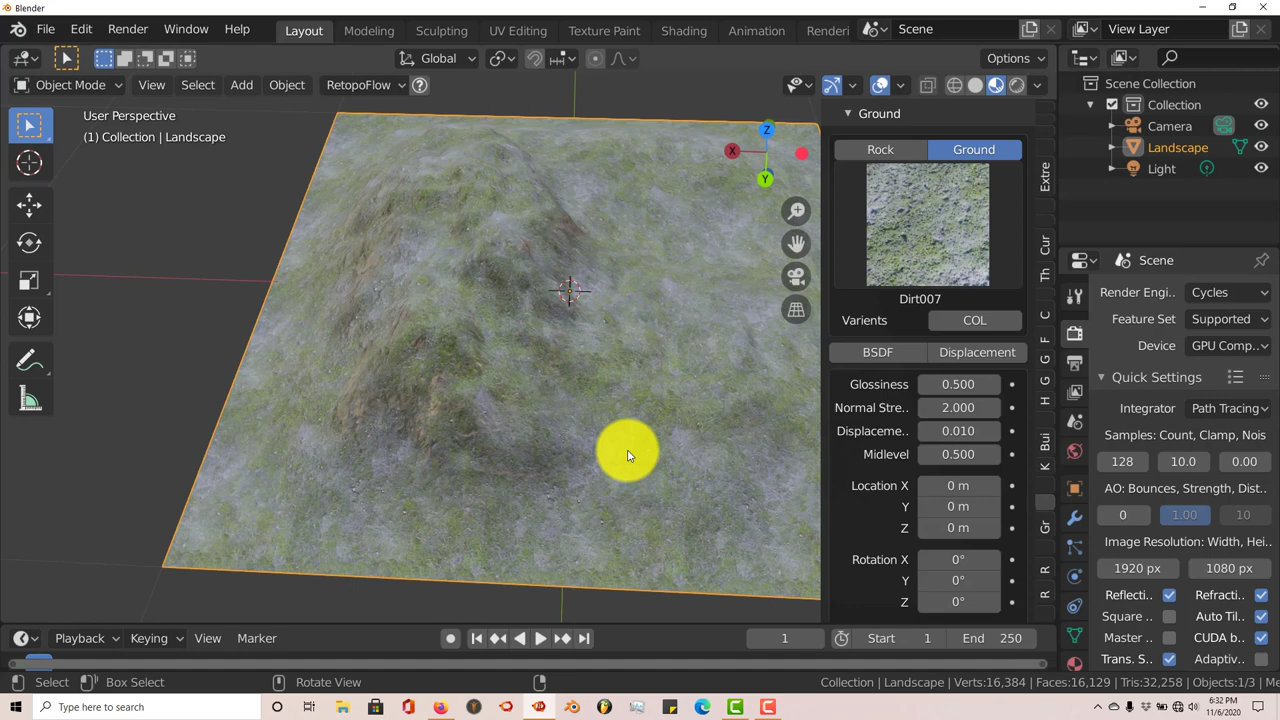 Blender
File Edit Render Window Help Layout Modeling Sculpting UV Editing Texture Paint Shading Animation Renderi Scene View Layer
Global Options
Object Mode View Select Add Object RetopoFlow
User Perspective
(1) Collection | Landscape
X Z Y
Ground
Rock Ground
Dirt007
Varients COL
BSDF Displacement
Glossiness 0.500
Normal Stre.. 2.000
Displaceme.. 0.010
Midlevel 0.500
Location X 0 m
Y 0 m
Z 0 m
Rotation X 0°
Y 0°
Z 0°
Extre
Cur
Th
C
F
G
G
H
Bui
K
Gr
R
R
Scene Collection
Collection
Camera
Landscape
Light
Scene
Render Engi.. Cycles
Feature Set Supported
Device GPU Comp..
Quick Settings
Integrator Path Tracing
Samples: Count, Clamp, Nois
128 10.0 0.00
AO: Bounces, Strength, Dist..
0 1.00 10
Image Resolution: Width, Hei..
1920 px 1080 px
Reflecti.. Refracti..
Square .. Auto Til..
Master .. CUDA b..
Trans. S.. Adaptiv..
Playback Keying View Marker 1 Start 1 End 250
Select Box Select Rotate View Collection | Landscape | Verts:16,384 | Faces:16,129 | Tris:32,258 | Objects:1/3 | Me
Type here to search
6:32 PM
11/6/2020